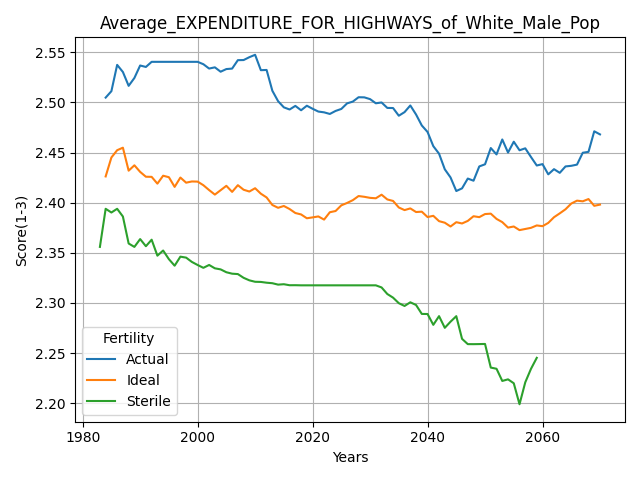 Average_EXPENDITURE_FOR_HIGHWAYS_of_White_Male_Pop
Score(1-3)
2.55
2.50
2.45
2.40
2.35
2.30
2.25
2.20
Fertility
Actual
Ideal
Sterile
1980 2000 2020 2040 2060
Years